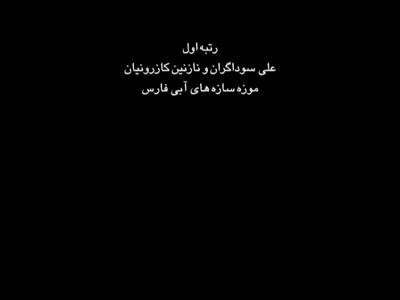 رتبه اول
علی سوداگران و نازنین کازرونیان
موزه سازه های آبی فارس